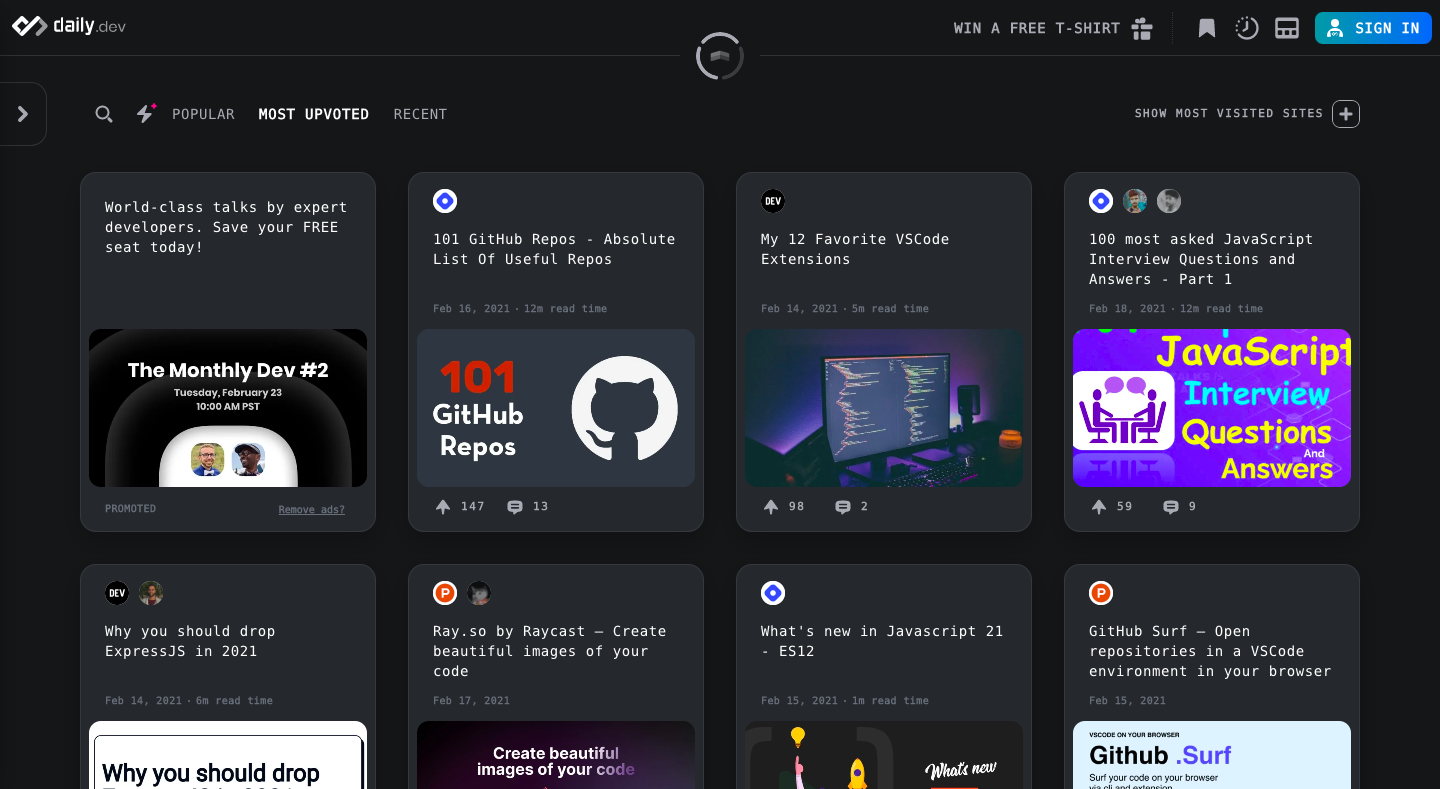 daily.dev
WIN A FREE T-SHIRT
SIGN IN
POPULAR
MOST UPVOTED
RECENT
SHOW MOST VISITED SITES
World-class talks by expert
developers. Save your FREE
seat today!
The Monthly Dev #2
Tuesday, February 23
10:00 AM PST
PROMOTED
Remove ads?
101 GitHub Repos - Absolute
List Of Useful Repos
Feb 16, 2021 · 12m read time
101
GitHub
Repos
147
13
DEV
My 12 Favorite VSCode
Extensions
Feb 14, 2021 · 5m read time
98
2
100 most asked JavaScript
Interview Questions and
Answers - Part 1
Feb 18, 2021 · 12m read time
JavaScript
Interview
Questions
And
Answers
59
9
DEV
Why you should drop
ExpressJS in 2021
Feb 14, 2021 · 6m read time
Why you should drop
P
Ray.so by Raycast — Create
beautiful images of your
code
Feb 17, 2021
Create beautiful
images of your code
What's new in Javascript 21
- ES12
Feb 15, 2021 · 1m read time
What's new
P
GitHub Surf — Open
repositories in a VSCode
environment in your browser
Feb 15, 2021
VSCODE ON YOUR BROWSER
Github .Surf
Surf your code on your browser
via cli and extension